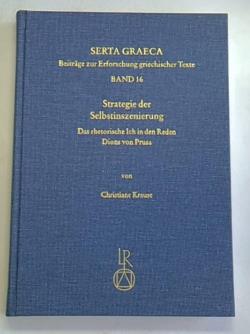 SERTA GRAECA
Beiträge zur Erforschung griechischer Texte
BAND 16
Strategie der
Selbstinszenierung
Das rhetorische Ich in den Reden
Dions von Prusa
von
Christiane Krause
LR